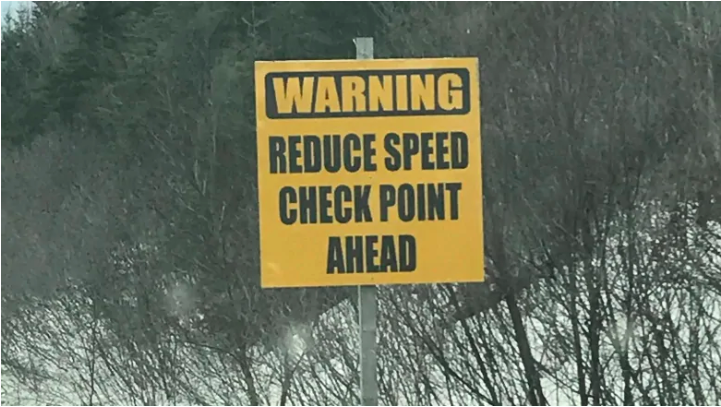 WARNING
REDUCE SPEED
CHECK POINT
AHEAD